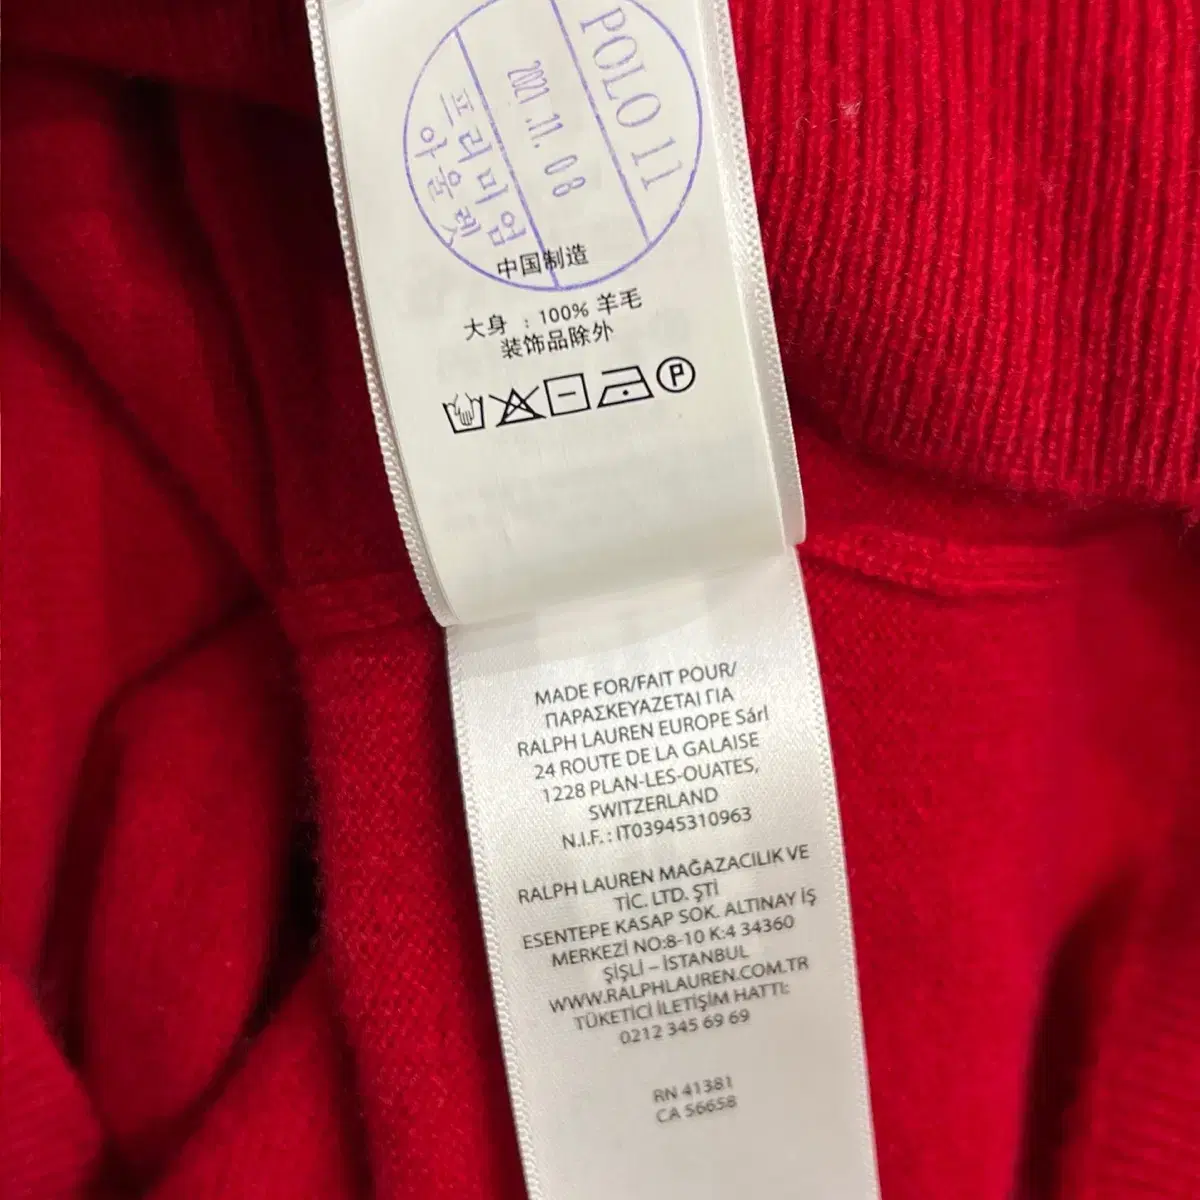 POLO 11
2021.11.08
프리미엄
아울렛
中国制造
大身 : 100% 羊毛
装饰品除外
P
MADE FOR/FAIT POUR/
ΠΑΡΑΣΚΕΥΑΖΕΤΑΙ ΓΙΑ
RALPH LAUREN EUROPE Sárl
24 ROUTE DE LA GALAISE
1228 PLAN-LES-OUATES,
SWITZERLAND
N.I.F. : IT03945310963
RALPH LAUREN MAĞAZACILIK VE
TİC. LTD. ŞTİ
ESENTEPE KASAP SOK. ALTINAY İŞ
MERKEZİ NO:8-10 K:4 34360
ŞİŞLİ – İSTANBUL
WWW.RALPHLAUREN.COM.TR
TÜKETİCİ İLETİŞİM HATTI:
0212 345 69 69
RN 41381
CA 56658